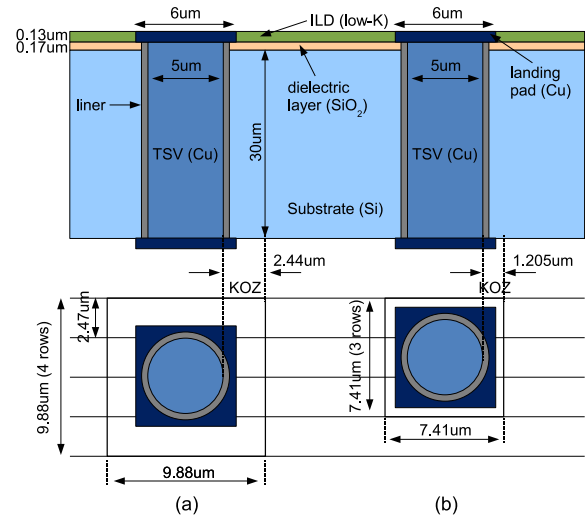 6um
ILD (low-K)
6um
0.13um
0.17um
5um
dielectric
layer (SiO2)
5um
landing
pad (Cu)
liner
TSV (Cu)
30um
TSV (Cu)
Substrate (Si)
2.44um
1.205um
KOZ
KOZ
9.88um (4 rows)
2.47um
7.41um (3 rows)
9.88um
7.41um
(a)
(b)